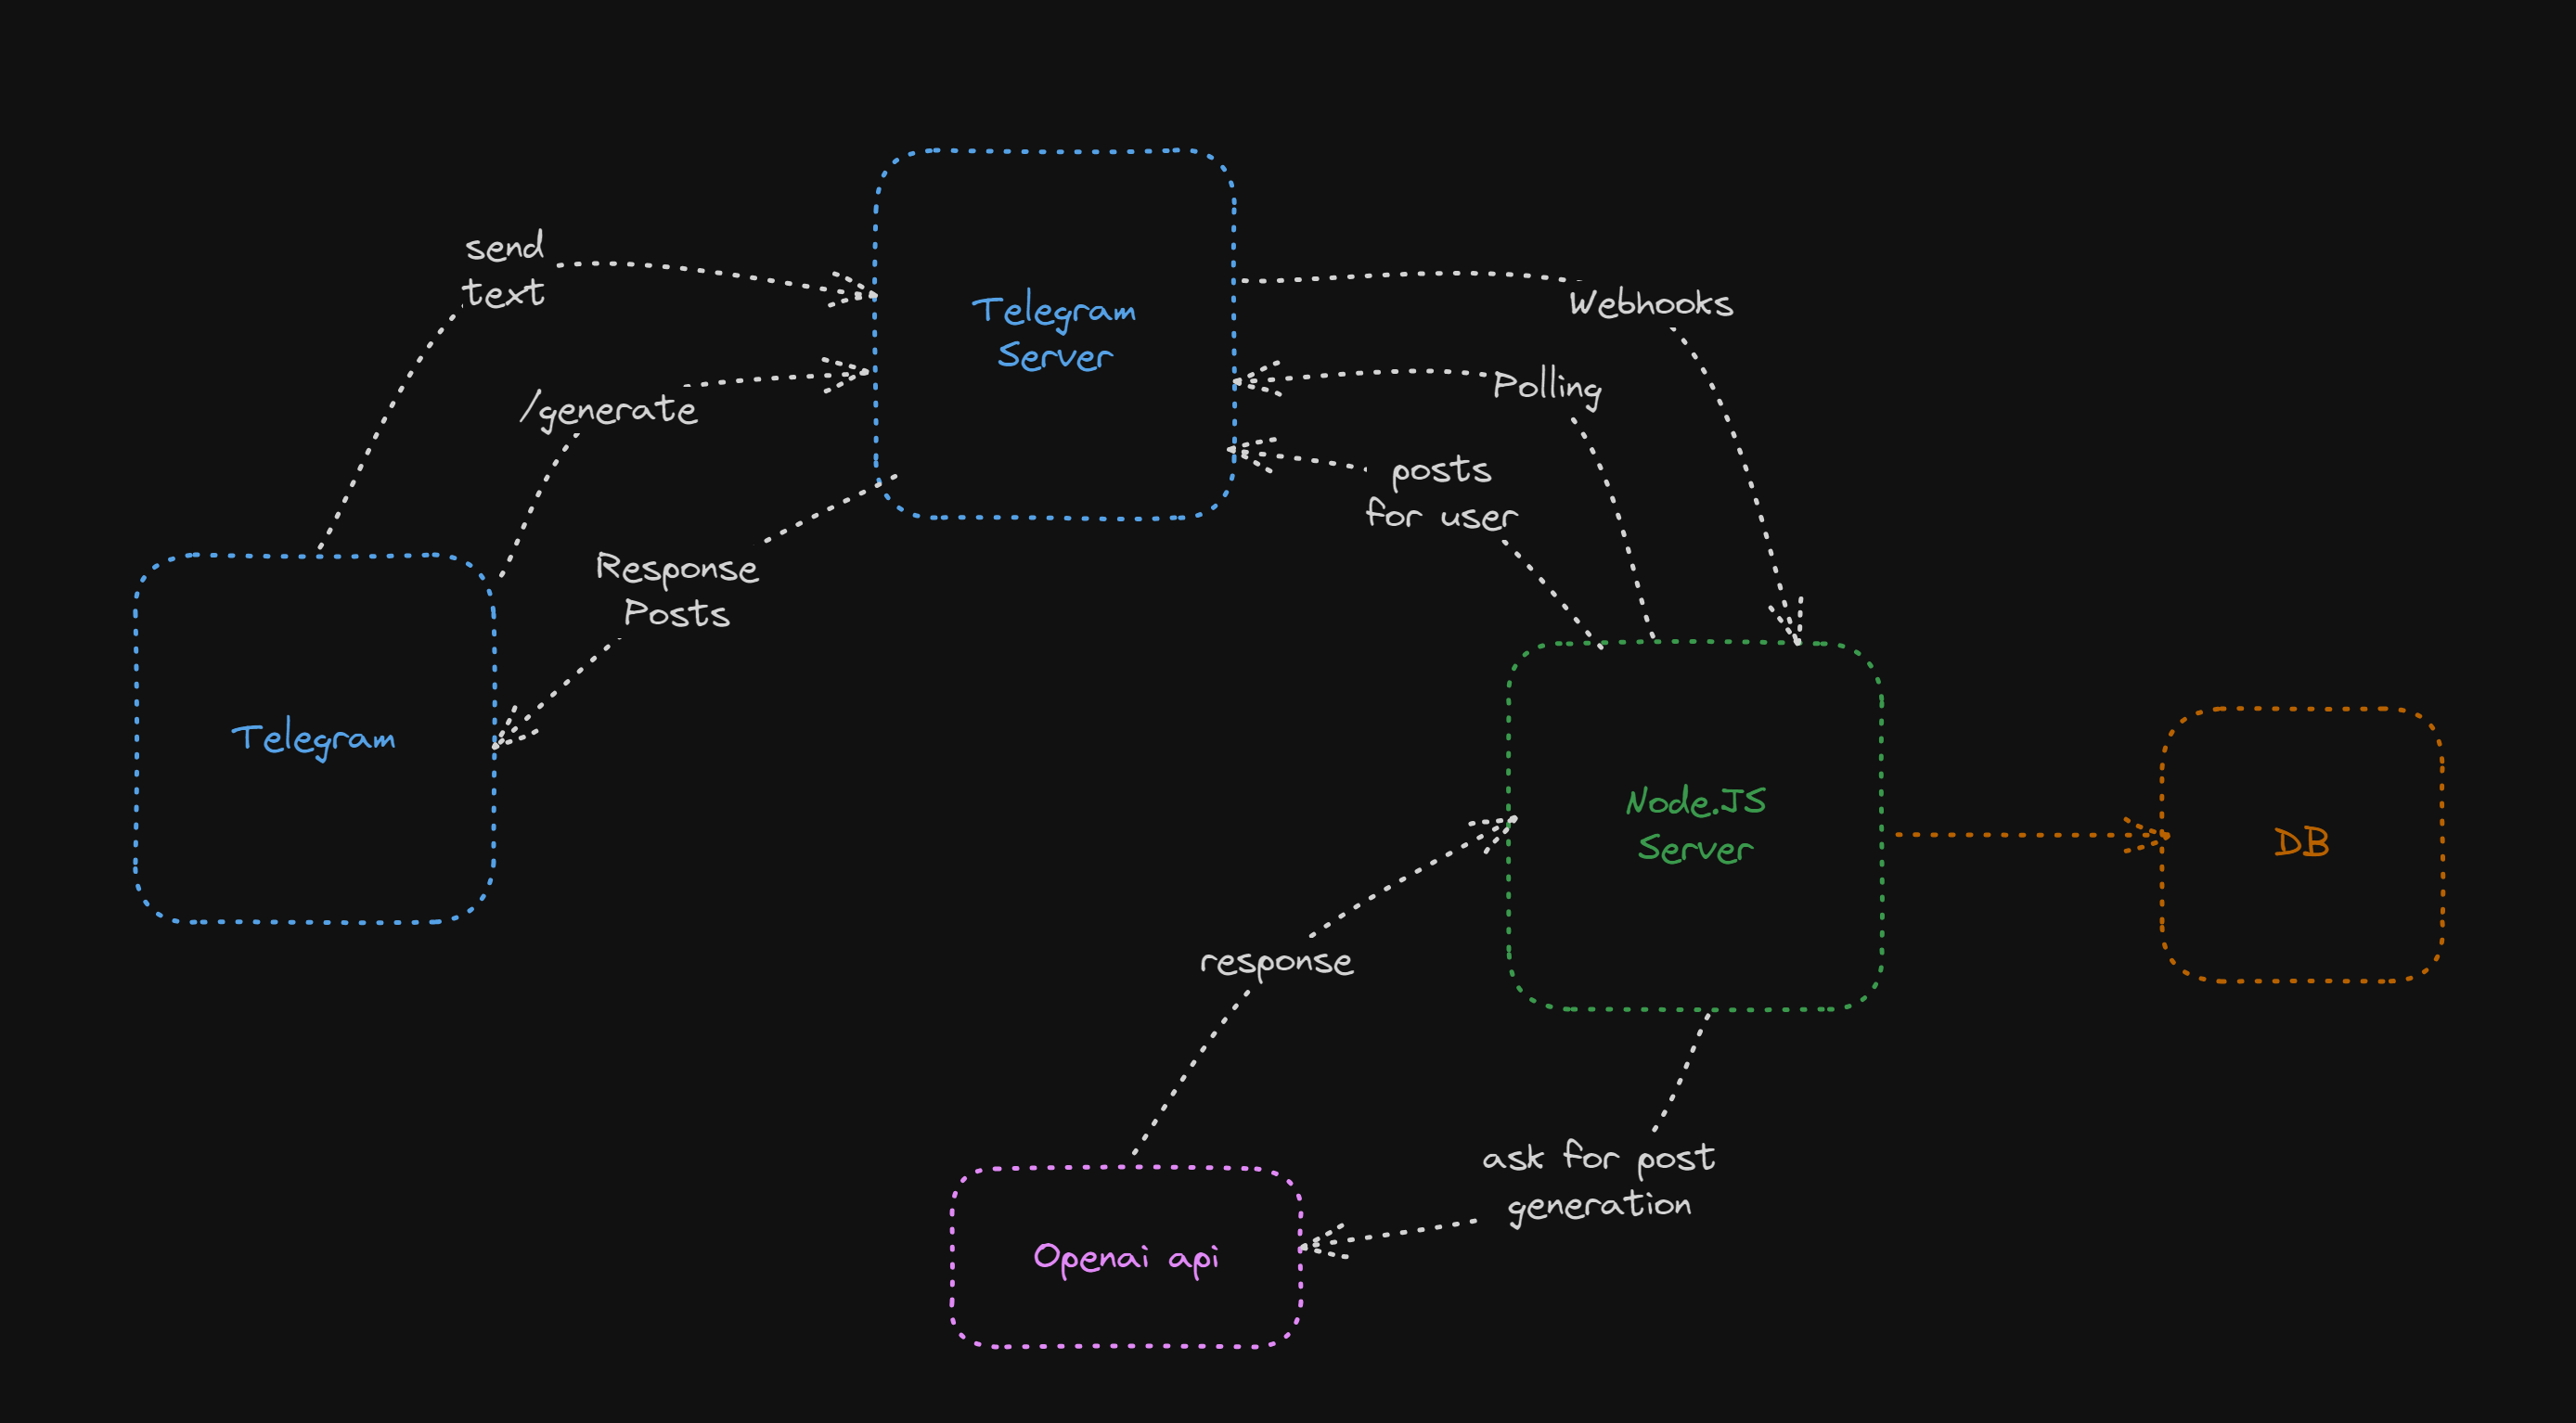 send
text
Telegram
Server
Webhooks
/generate
Polling
posts
for user
Response
Posts
Telegram
Node.JS
Server
DB
response
ask for post
generation
Openai api